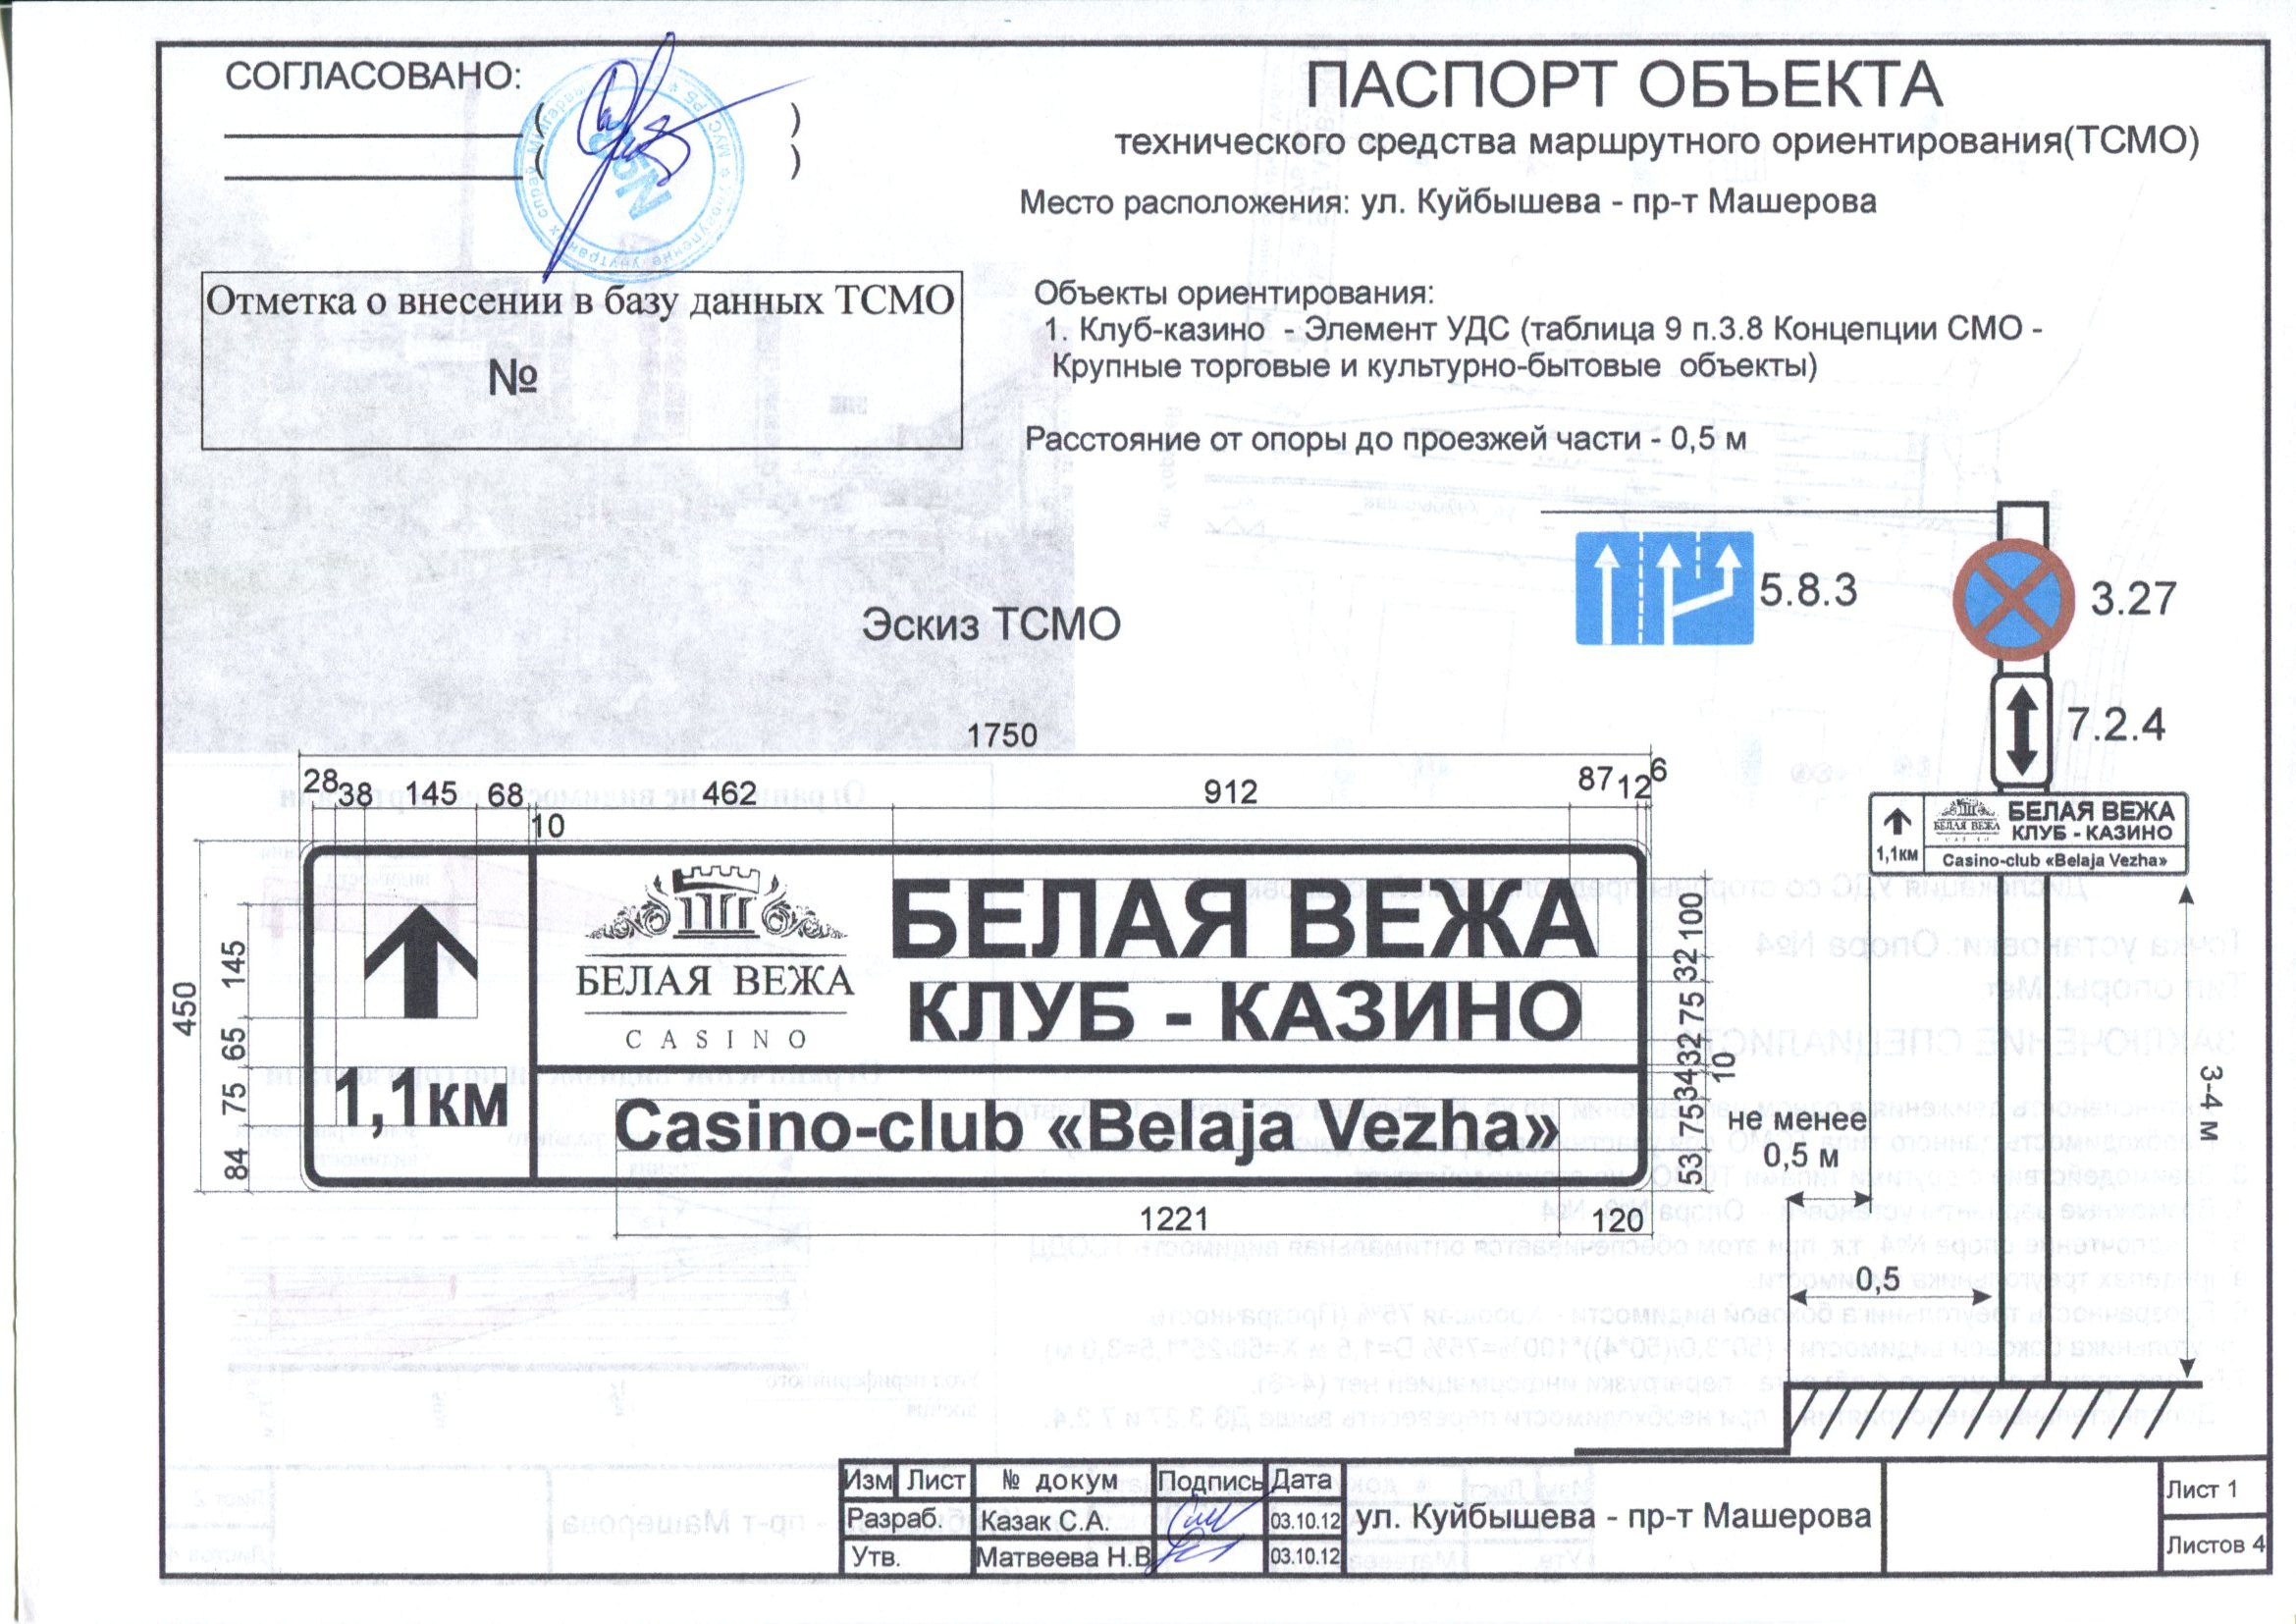 СОГЛАСОВАНО:
( )
( )
ПАСПОРТ ОБЪЕКТА
технического средства маршрутного ориентирования(ТСМО)
Место расположения: ул. Куйбышева - пр-т Машерова
Отметка о внесении в базу данных ТСМО
№
Объекты ориентирования:
1. Клуб-казино - Элемент УДС (таблица 9 п.3.8 Концепции СМО -
Крупные торговые и культурно-бытовые объекты)
Расстояние от опоры до проезжей части - 0,5 м
Эскиз ТСМО
5.8.3
3.27
7.2.4
1750
28 38 145 68 462 912 87 12 6
10
450
145
65
75
84
БЕЛАЯ ВЕЖА
CASINO
1,1км
БЕЛАЯ ВЕЖА
КЛУБ - КАЗИНО
Casino-club «Belaja Vezha»
100
32
75
32
10
34
75
53
1221 120
1,1км
БЕЛАЯ ВЕЖА
БЕЛАЯ ВЕЖА
КЛУБ - КАЗИНО
Casino-club «Belaja Vezha»
не менее
0,5 м
0,5
3-4 м
Изм Лист № докум Подпись Дата
Разраб. Казак С.А. 03.10.12
Утв. Матвеева Н.В 03.10.12
ул. Куйбышева - пр-т Машерова
Лист 1
Листов 4